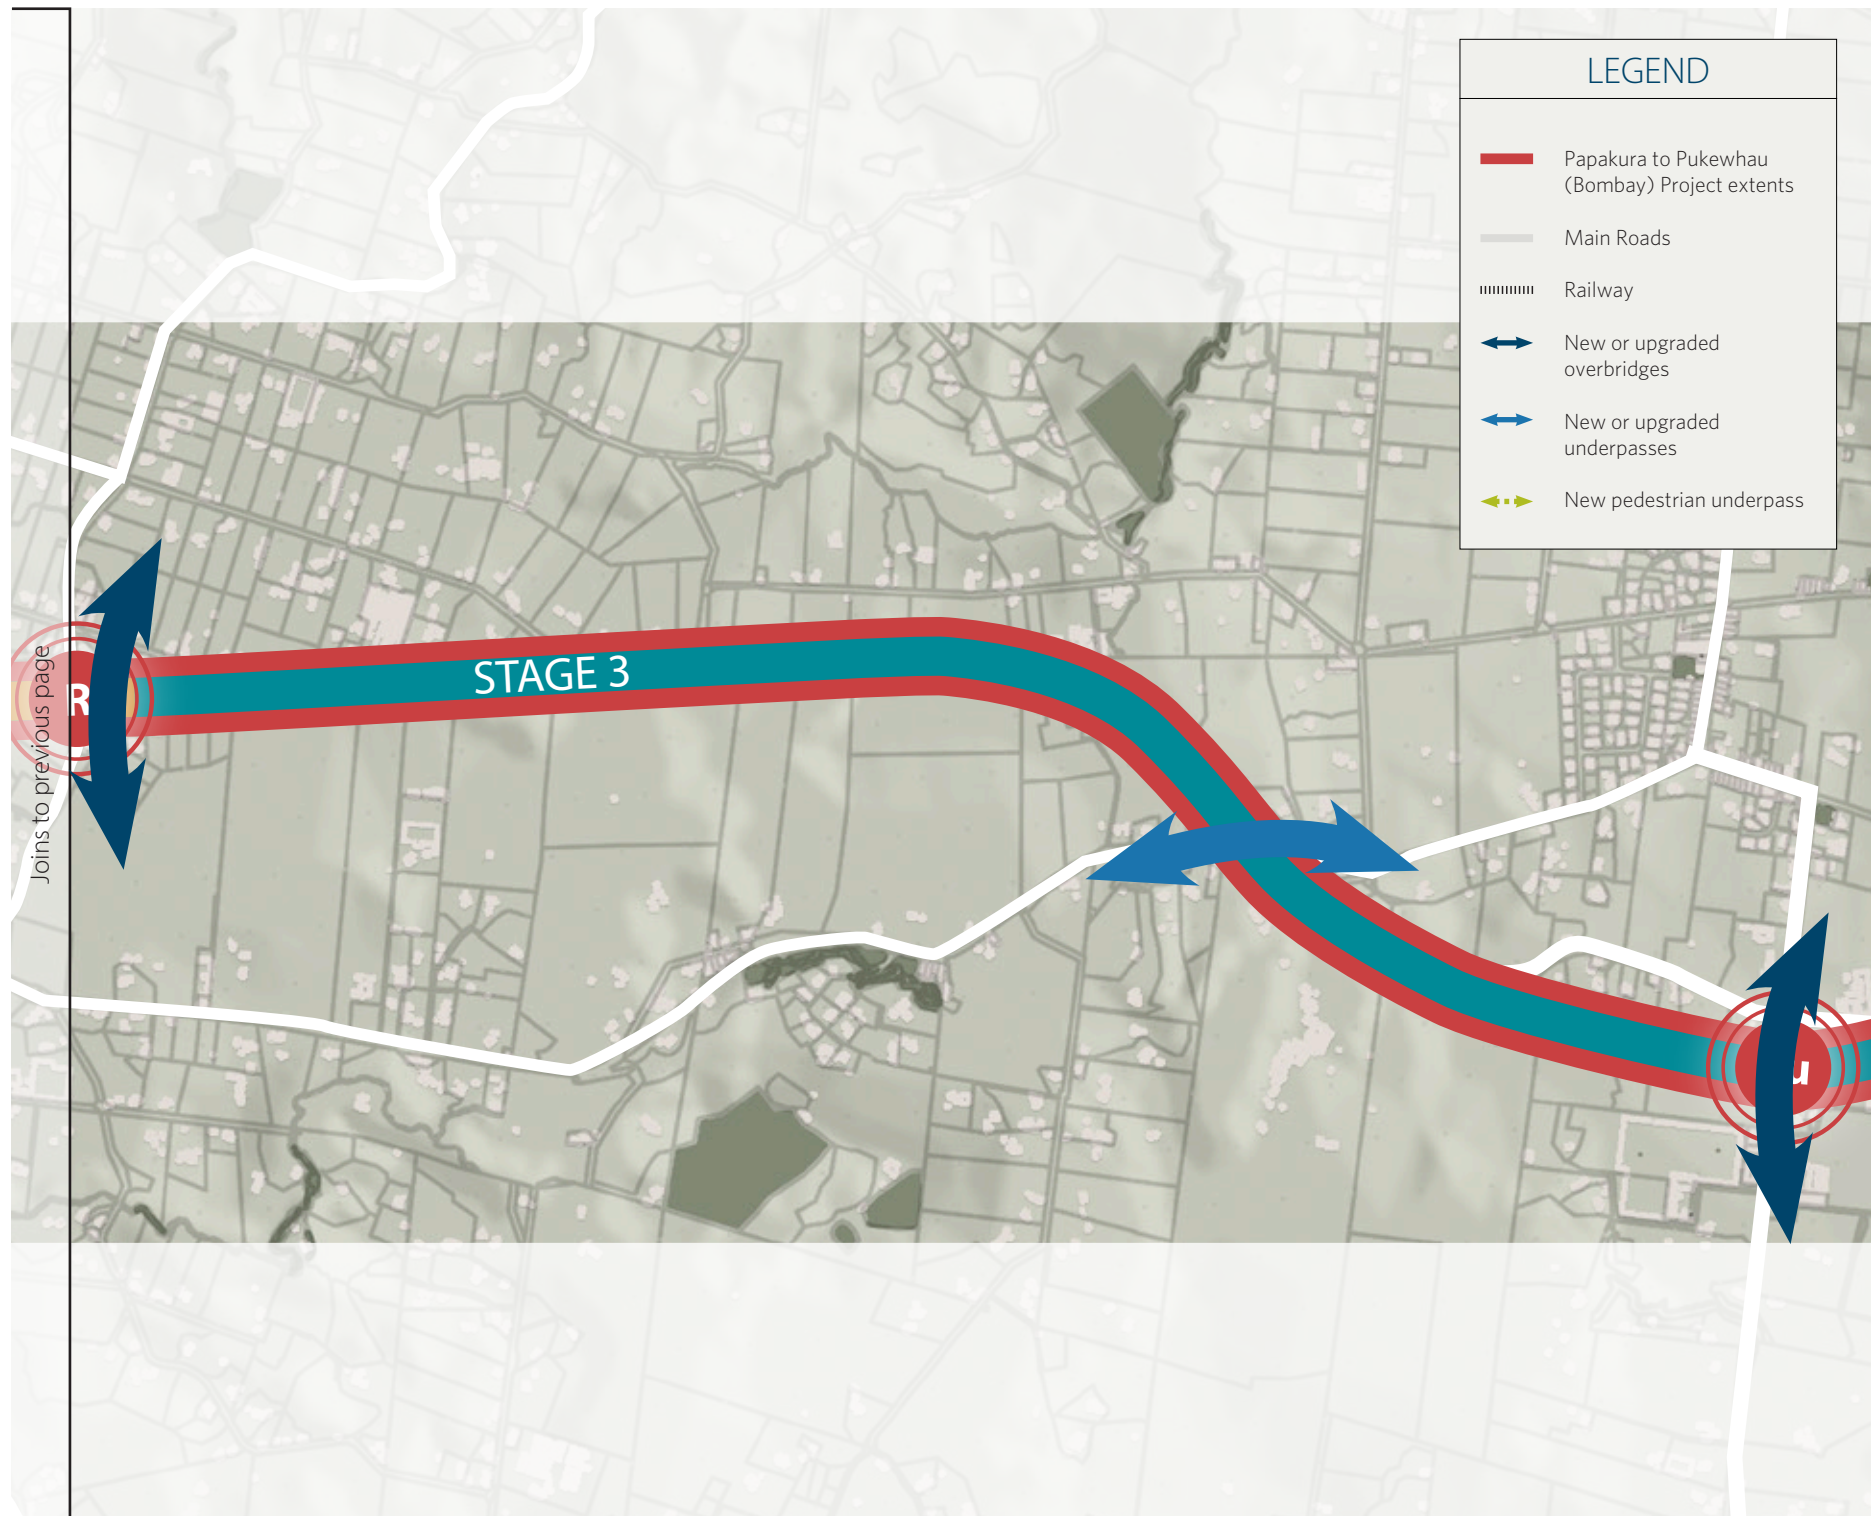 LEGEND
Papakura to Pukewhau
(Bombay) Project extents
Main Roads
Railway
New or upgraded
overbridges
New or upgraded
underpasses
New pedestrian underpass
STAGE 3
Joins to previous page
R
u